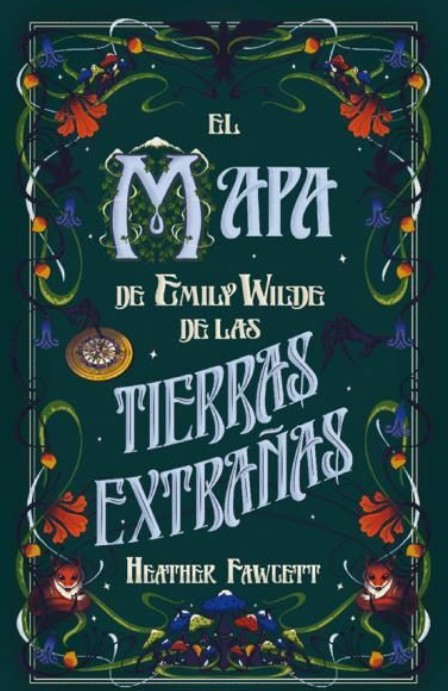 EL
MAPA
DE EMILY WILDE
DE LAS
TIERRAS
EXTRAÑAS
HEATHER FAWCETT